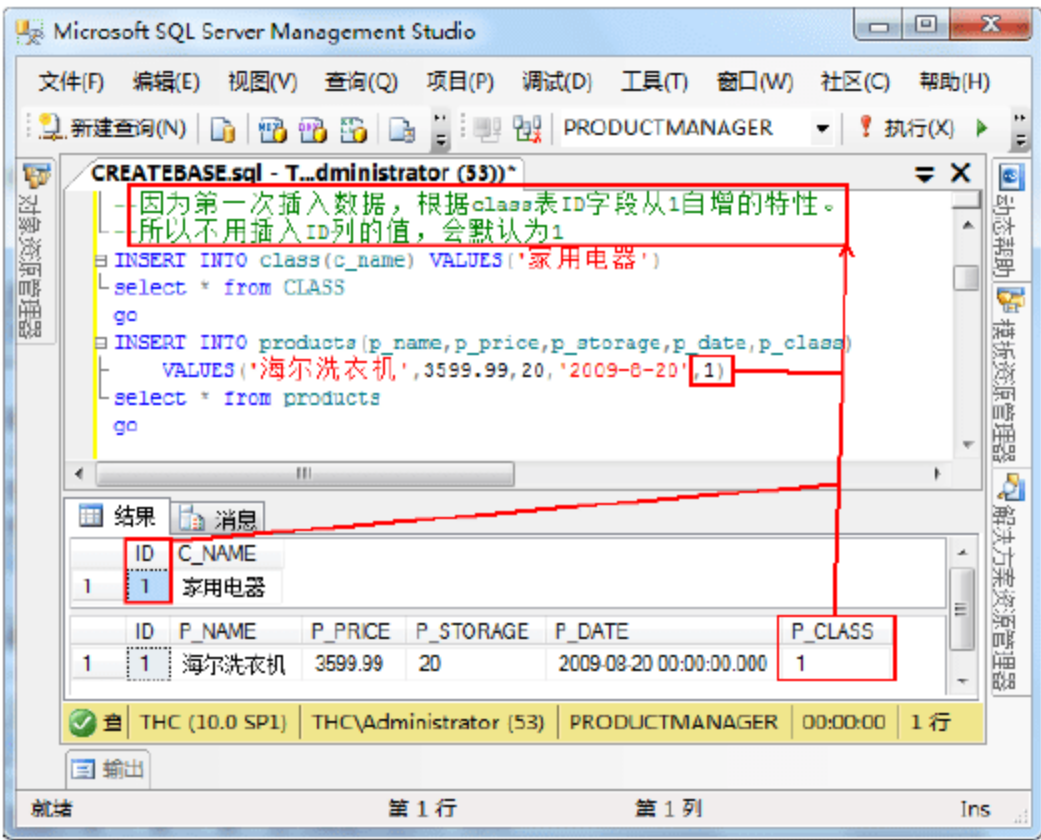 Microsoft SQL Server Management Studio
文件(F) 编辑(E) 视图(V) 查询(Q) 项目(P) 调试(D) 工具(T) 窗口(W) 社区(C) 帮助(H)
新建查询(N) PRODUCTMANAGER 执行(X)
CREATEBASE.sql - T...dministrator (53))*
对象资源管理器
--因为第一次插入数据，根据class表ID字段从1自增的特性。
--所以不用插入ID列的值，会默认为1
INSERT INTO class(c_name) VALUES('家用电器')
select * from CLASS
go
INSERT INTO products(p_name,p_price,p_storage,p_date,p_class)
VALUES('海尔洗衣机',3599.99,20,'2009-8-20',1)
select * from products
go
动态帮助
模板资源管理器
解决方案资源管理器
结果 消息
ID C_NAME
1 1 家用电器
ID P_NAME P_PRICE P_STORAGE P_DATE P_CLASS
1 1 海尔洗衣机 3599.99 20 2009-08-20 00:00:00.000 1
查 THC (10.0 SP1) THC\Administrator (53) PRODUCTMANAGER 00:00:00 1 行
输出
就绪 第 1 行 第 1 列 Ins